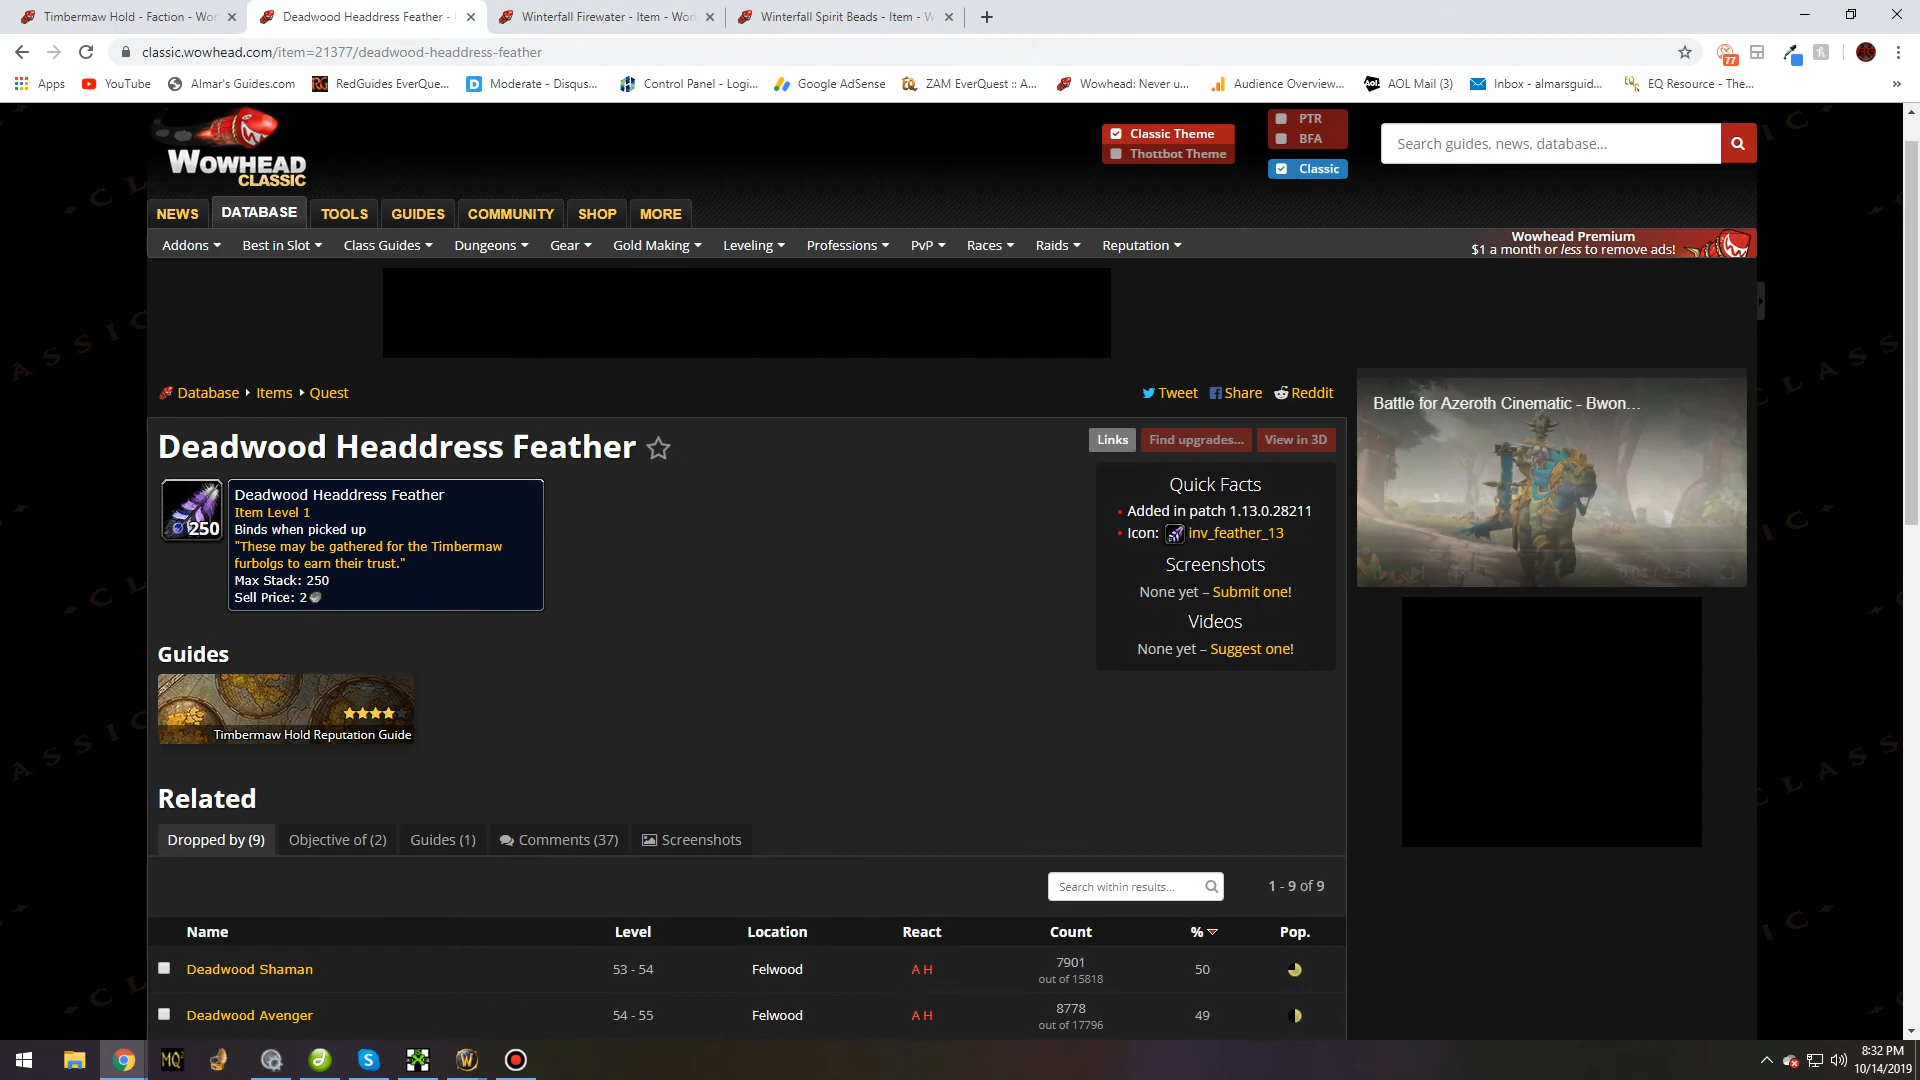 Timbermaw Hold - Faction - Wor
Deadwood Headdress Feather -
Winterfall Firewater - Item - Worl
Winterfall Spirit Beads - Item - W
classic.wowhead.com/item=21377/deadwood-headdress-feather
77
Apps
YouTube
Almar's Guides.com
RedGuides EverQue...
Moderate - Disqus...
Control Panel - Logi...
Google AdSense
ZAM EverQuest :: A...
Wowhead: Never u...
Audience Overview...
Aol.
AOL Mail (3)
Inbox - almarsguid...
EQ Resource - The...
»
WOWHEAD
CLASSIC
Classic Theme
Thottbot Theme
PTR
BFA
Classic
Search guides, news, database...
NEWS
DATABASE
TOOLS
GUIDES
COMMUNITY
SHOP
MORE
Addons
Best in Slot
Class Guides
Dungeons
Gear
Gold Making
Leveling
Professions
PvP
Races
Raids
Reputation
Wowhead Premium
$1 a month or less to remove ads!
Database
Items
Quest
Tweet
Share
Reddit
Battle for Azeroth Cinematic - Bwon...
Deadwood Headdress Feather
Links
Find upgrades...
View in 3D
250
Deadwood Headdress Feather
Item Level 1
Binds when picked up
"These may be gathered for the Timbermaw
furbolgs to earn their trust."
Max Stack: 250
Sell Price: 2
Quick Facts
Added in patch 1.13.0.28211
Icon: inv_feather_13
Screenshots
None yet – Submit one!
Videos
None yet – Suggest one!
Guides
Timbermaw Hold Reputation Guide
Related
Dropped by (9)
Objective of (2)
Guides (1)
Comments (37)
Screenshots
Search within results...
1 - 9 of 9
Name
Level
Location
React
Count
%
Pop.
Deadwood Shaman
53 - 54
Felwood
A H
7901
out of 15818
50
Deadwood Avenger
54 - 55
Felwood
A H
8778
out of 17796
49
MQ2
8:32 PM
10/14/2019